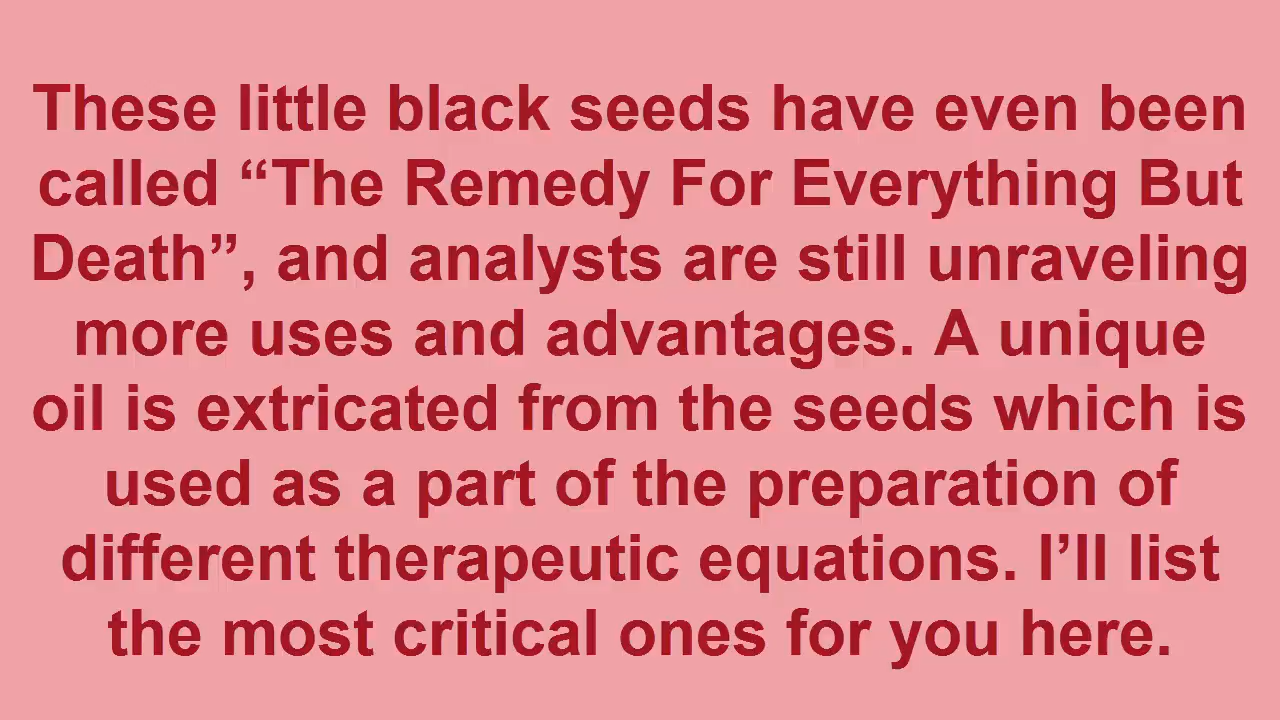 These little black seeds have even been
called “The Remedy For Everything But
Death”, and analysts are still unraveling
more uses and advantages. A unique
oil is extricated from the seeds which is
used as a part of the preparation of
different therapeutic equations. I’ll list
the most critical ones for you here.